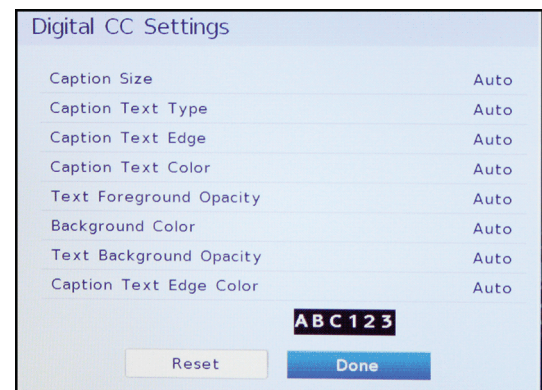 Digital CC Settings
Caption Size Auto
Caption Text Type Auto
Caption Text Edge Auto
Caption Text Color Auto
Text Foreground Opacity Auto
Background Color Auto
Text Background Opacity Auto
Caption Text Edge Color Auto
ABC123
Reset Done